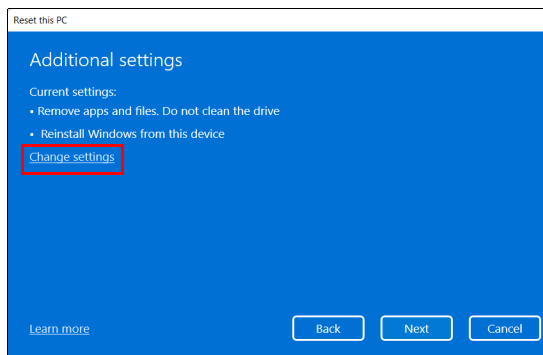 Reset this PC
Additional settings
Current settings:
• Remove apps and files. Do not clean the drive
• Reinstall Windows from this device
Change settings
Learn more
Back
Next
Cancel